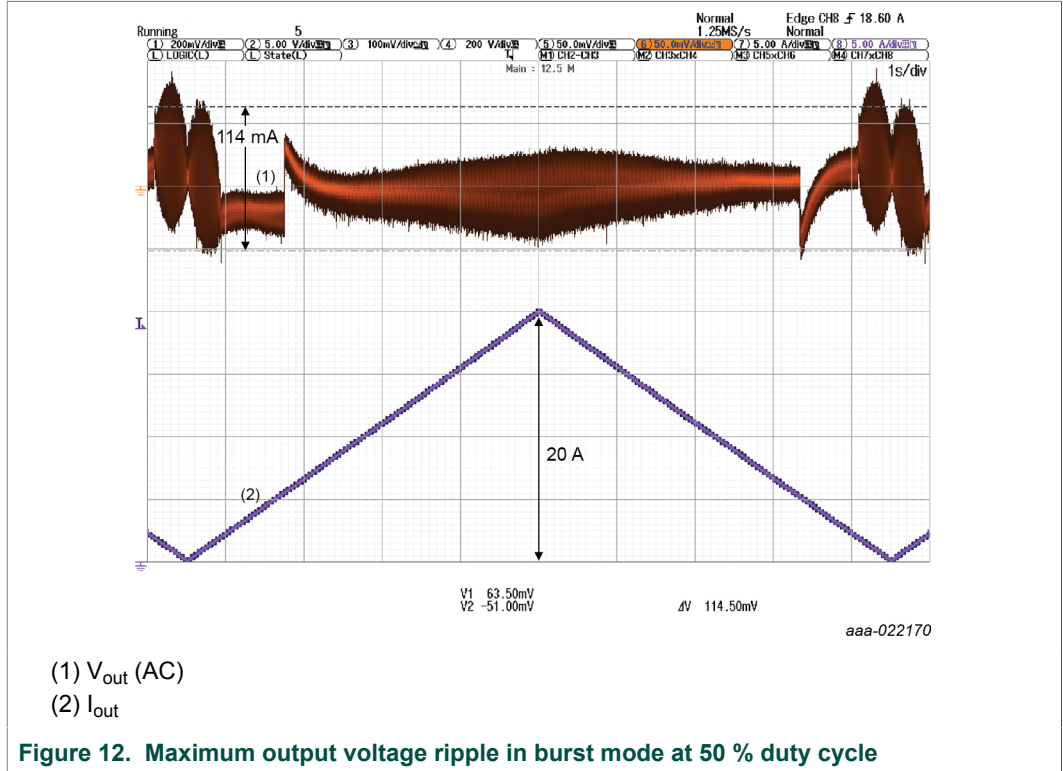 Running 5 Normal Edge CH8 18.60 A
1.25MS/s Normal
1 200mV/div 2 5.00 V/div 3 100mV/div 4 200 V/div 5 50.0mV/div 6 50.0mV/div 7 5.00 A/div 8 5.00 A/div
L LOGIC(L) L State(L) M1 CH2-CH3 M2 CH3xCH4 M3 CH5xCH6 M4 CH7xCH8
Main : 12.5 M
1s/div
114 mA
(1)
20 A
(2)
V1 63.50mV
V2 -51.00mV ΔV 114.50mV
aaa-022170
(1) Vout (AC)
(2) Iout
Figure 12. Maximum output voltage ripple in burst mode at 50 % duty cycle